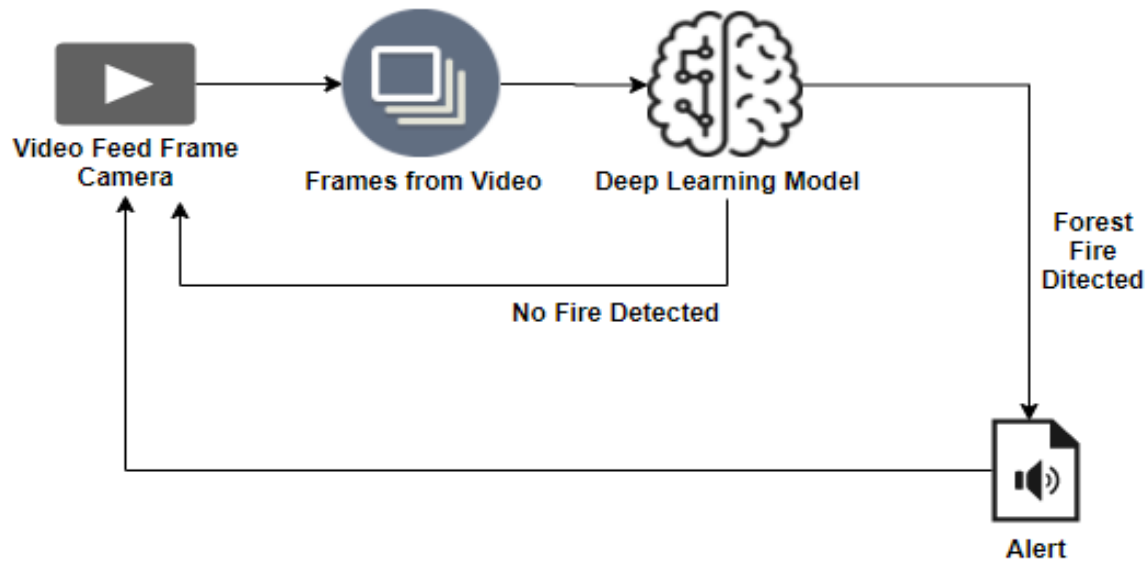 Video Feed Frame
Camera
Frames from Video
Deep Learning Model
Forest
Fire
Ditected
No Fire Detected
Alert